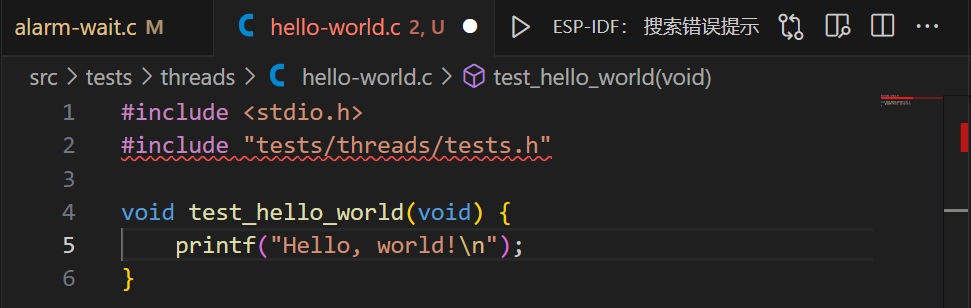 alarm-wait.c M hello-world.c 2, U ESP-IDF: 搜索错误提示 ...
src > tests > threads > C hello-world.c > test_hello_world(void)
1 #include <stdio.h>
2 #include "tests/threads/tests.h"
3
4 void test_hello_world(void) {
5 printf("Hello, world!\n");
6 }